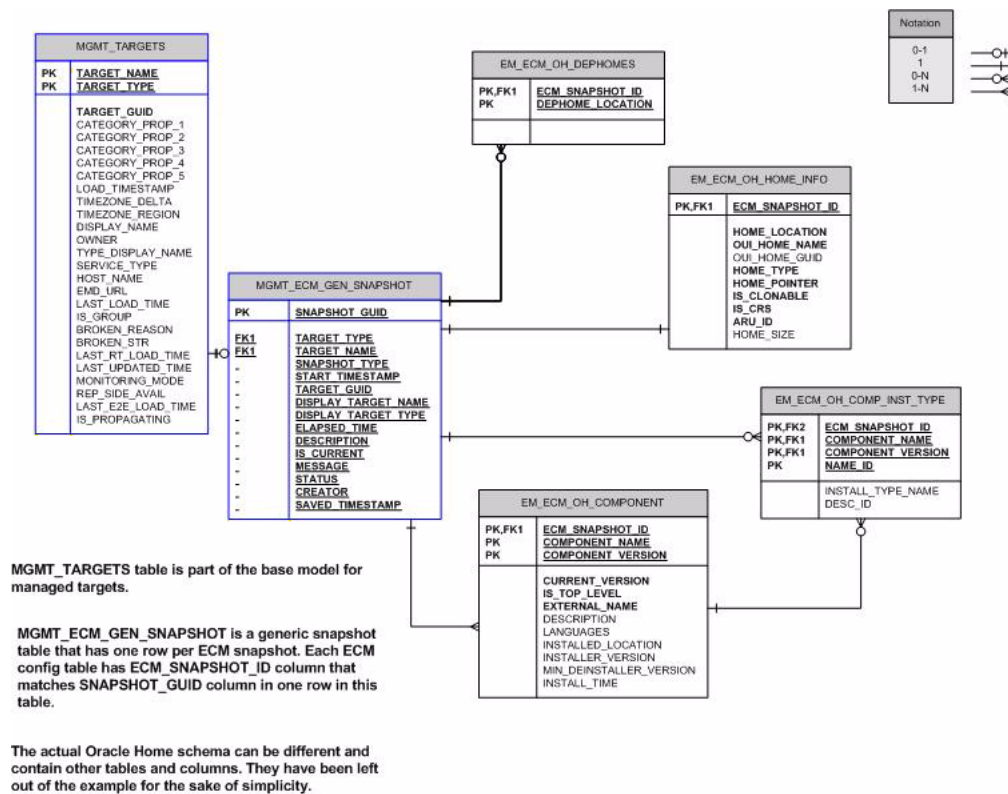 MGMT_TARGETS
PK TARGET_NAME
PK TARGET_TYPE
TARGET_GUID
CATEGORY_PROP_1
CATEGORY_PROP_2
CATEGORY_PROP_3
CATEGORY_PROP_4
CATEGORY_PROP_5
LOAD_TIMESTAMP
TIMEZONE_DELTA
TIMEZONE_REGION
DISPLAY_NAME
OWNER
TYPE_DISPLAY_NAME
SERVICE_TYPE
HOST_NAME
EMD_URL
LAST_LOAD_TIME
IS_GROUP
BROKEN_REASON
BROKEN_STR
LAST_RT_LOAD_TIME
LAST_UPDATED_TIME
MONITORING_MODE
REP_SIDE_AVAIL
LAST_E2E_LOAD_TIME
IS_PROPAGATING
EM_ECM_OH_DEPHOMES
PK,FK1 ECM_SNAPSHOT_ID
PK DEPHOME_LOCATION
Notation
0-1
1
0-N
1-N
EM_ECM_OH_HOME_INFO
PK,FK1 ECM_SNAPSHOT_ID
HOME_LOCATION
OUI_HOME_NAME
OUI_HOME_GUID
HOME_TYPE
HOME_POINTER
IS_CLONABLE
IS_CRS
ARU_ID
HOME_SIZE
MGMT_ECM_GEN_SNAPSHOT
PK SNAPSHOT_GUID
FK1 TARGET_TYPE
FK1 TARGET_NAME
- SNAPSHOT_TYPE
- START_TIMESTAMP
- TARGET_GUID
- DISPLAY_TARGET_NAME
- DISPLAY_TARGET_TYPE
- ELAPSED_TIME
- DESCRIPTION
- IS_CURRENT
- MESSAGE
- STATUS
- CREATOR
- SAVED_TIMESTAMP
EM_ECM_OH_COMP_INST_TYPE
PK,FK2 ECM_SNAPSHOT_ID
PK,FK1 COMPONENT_NAME
PK,FK1 COMPONENT_VERSION
PK NAME_ID
INSTALL_TYPE_NAME
DESC_ID
EM_ECM_OH_COMPONENT
PK,FK1 ECM_SNAPSHOT_ID
PK COMPONENT_NAME
PK COMPONENT_VERSION
CURRENT_VERSION
IS_TOP_LEVEL
EXTERNAL_NAME
DESCRIPTION
LANGUAGES
INSTALLED_LOCATION
INSTALLER_VERSION
MIN_DEINSTALLER_VERSION
INSTALL_TIME
MGMT_TARGETS table is part of the base model for
managed targets.
MGMT_ECM_GEN_SNAPSHOT is a generic snapshot
table that has one row per ECM snapshot. Each ECM
config table has ECM_SNAPSHOT_ID column that
matches SNAPSHOT_GUID column in one row in this
table.
The actual Oracle Home schema can be different and
contain other tables and columns. They have been left
out of the example for the sake of simplicity.